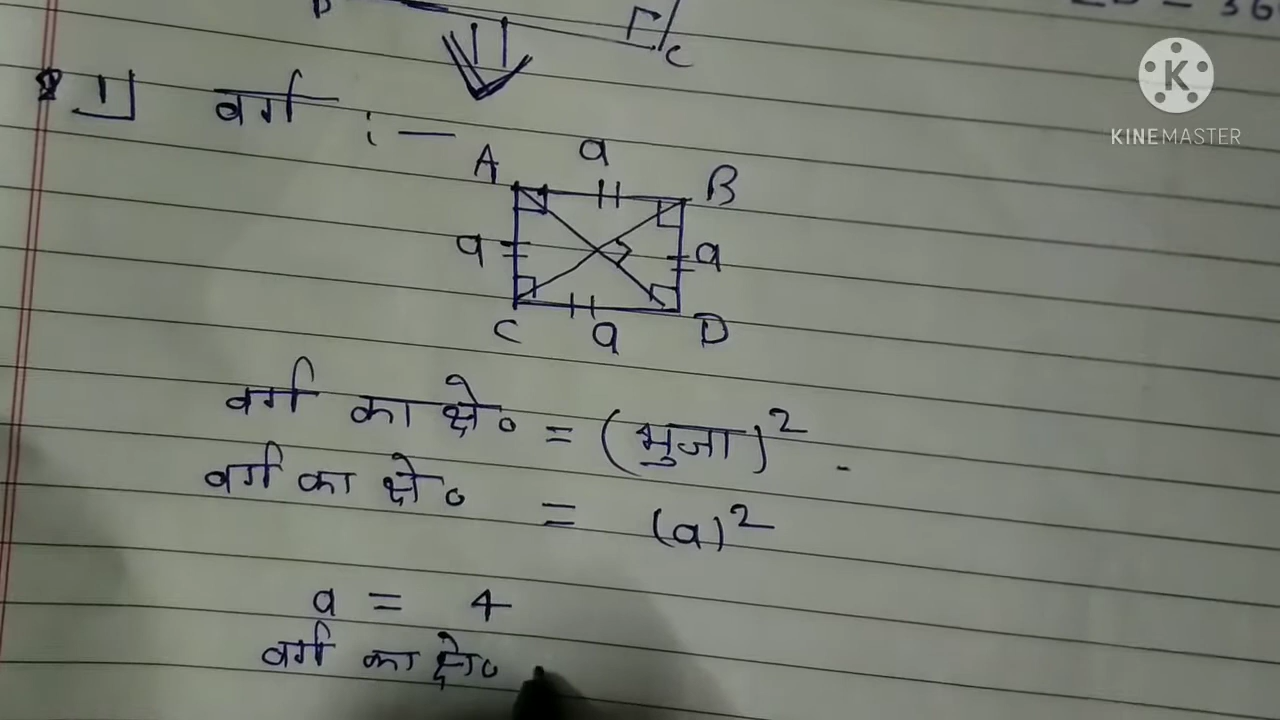 C
1 वर्ग :-
A a B
a a
C a D
वर्ग का क्षे० = (भुजा)²
वर्ग का क्षे० = (a)²
a = 4
वर्ग का क्षे०
KINEMASTER